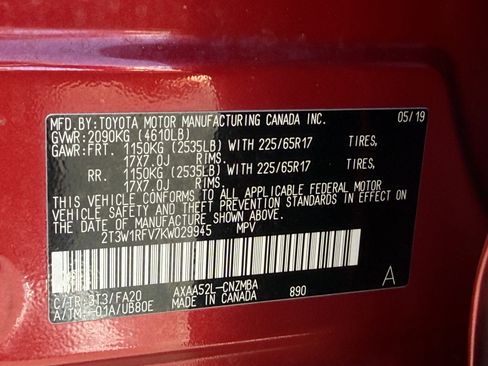 MFD. BY: TOYOTA MOTOR MANUFACTURING CANADA INC. 05/19
GVWR: 2090KG (4610LB)
GAWR: FRT. 1150KG (2535LB) WITH 225/65R17 TIRES,
17X7.0J RIMS.
RR. 1150KG (2535LB) WITH 225/65R17 TIRES,
17X7.0J RIMS.
THIS VEHICLE CONFORMS TO ALL APPLICABLE FEDERAL MOTOR
VEHICLE SAFETY AND THEFT PREVENTION STANDARDS IN EFFECT ON
THE DATE OF MANUFACTURE SHOWN ABOVE.
2T3W1RFV7KW029945 MPV
C/TR: 3T3/FA20 AXAA52L-CNZMBA 890 A
A/TM: -01A/UB80E MADE IN CANADA